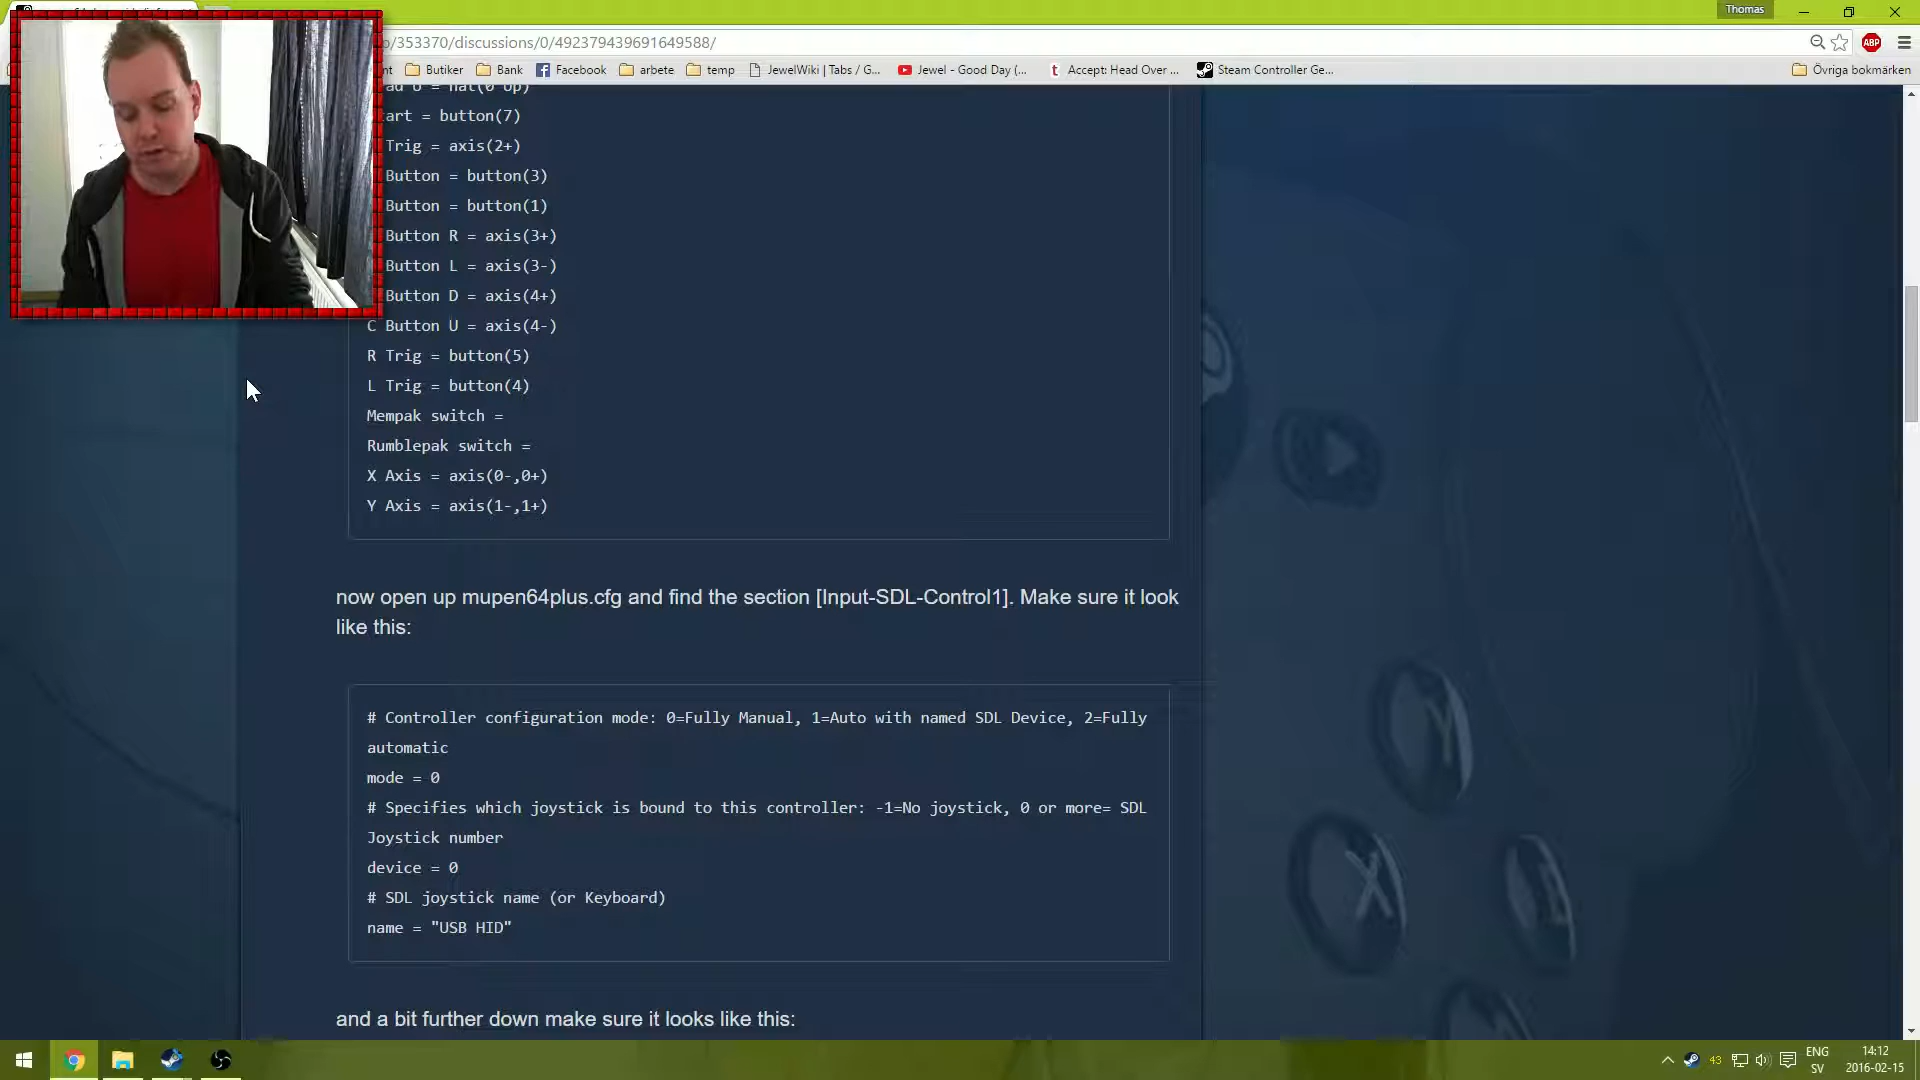 Thomas
/353370/discussions/0/492379439691649588/
ABP
Butiker
Bank
Facebook
arbete
temp
JewelWiki | Tabs / G...
Jewel - Good Day (...
Accept: Head Over ...
Steam Controller Ge...
Övriga bokmärken
= button(7)
Trig = axis(2+)
Button = button(3)
Button = button(1)
Button R = axis(3+)
Button L = axis(3-)
Button D = axis(4+)
C Button U = axis(4-)
R Trig = button(5)
L Trig = button(4)
Mempak switch =
Rumblepak switch =
X Axis = axis(0-,0+)
Y Axis = axis(1-,1+)
now open up mupen64plus.cfg and find the section [Input-SDL-Control1]. Make sure it look
like this:
# Controller configuration mode: 0=Fully Manual, 1=Auto with named SDL Device, 2=Fully
automatic
mode = 0
# Specifies which joystick is bound to this controller: -1=No joystick, 0 or more= SDL
Joystick number
device = 0
# SDL joystick name (or Keyboard)
name = "USB HID"
and a bit further down make sure it looks like this:
Y
X
43
ENG
SV
14:12
2016-02-15